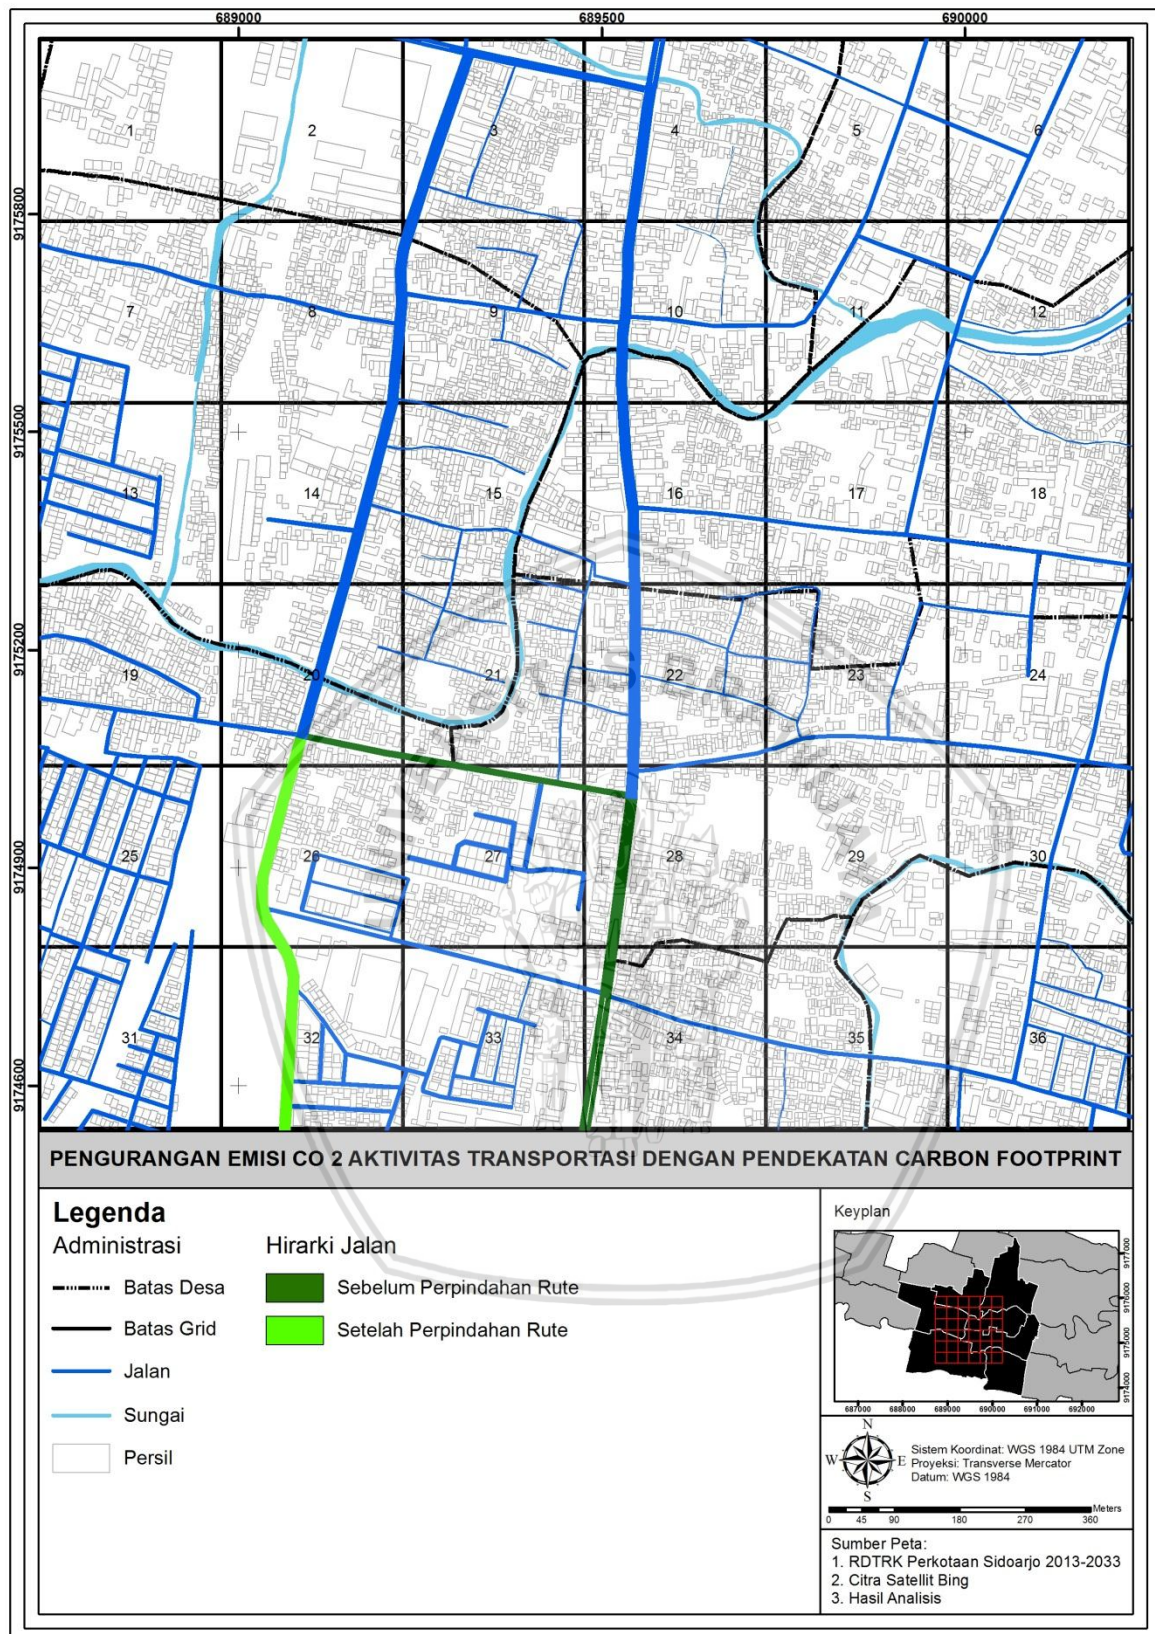 689000 689500 690000
1 2 3 4 5 6
9175800
7 8 9 10 11 12
9175500
13 14 15 16 17 18
9175200
19 20 21 22 23 24
9174900
25 26 27 28 29 30
31 32 33 34 35 36
9174600
PENGURANGAN EMISI CO 2 AKTIVITAS TRANSPORTASI DENGAN PENDEKATAN CARBON FOOTPRINT
Legenda
Administrasi
Batas Desa
Batas Grid
Jalan
Sungai
Persil
Hirarki Jalan
Sebelum Perpindahan Rute
Setelah Perpindahan Rute
Keyplan
9177000
9176000
9175000
9174000
687000 688000 689000 690000 691000 692000
N
W E
S
Sistem Koordinat: WGS 1984 UTM Zone
Proyeksi: Transverse Mercator
Datum: WGS 1984
Meters
0 45 90 180 270 360
Sumber Peta:
1. RDTRK Perkotaan Sidoarjo 2013-2033
2. Citra Satellit Bing
3. Hasil Analisis